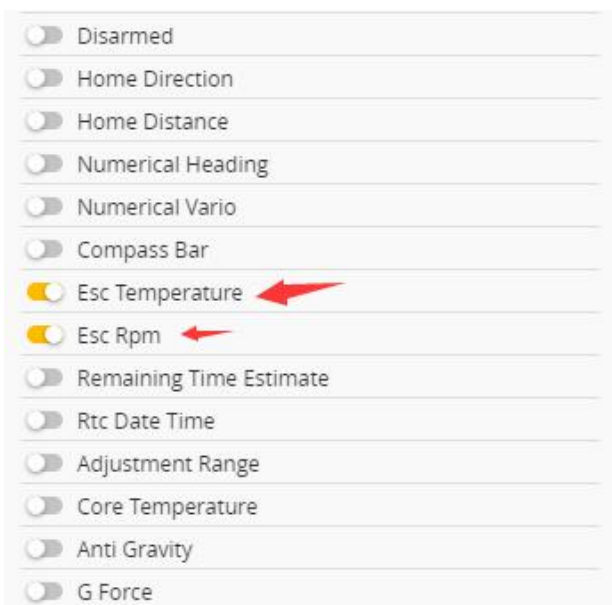 Disarmed
Home Direction
Home Distance
Numerical Heading
Numerical Vario
Compass Bar
Esc Temperature
Esc Rpm
Remaining Time Estimate
Rtc Date Time
Adjustment Range
Core Temperature
Anti Gravity
G Force